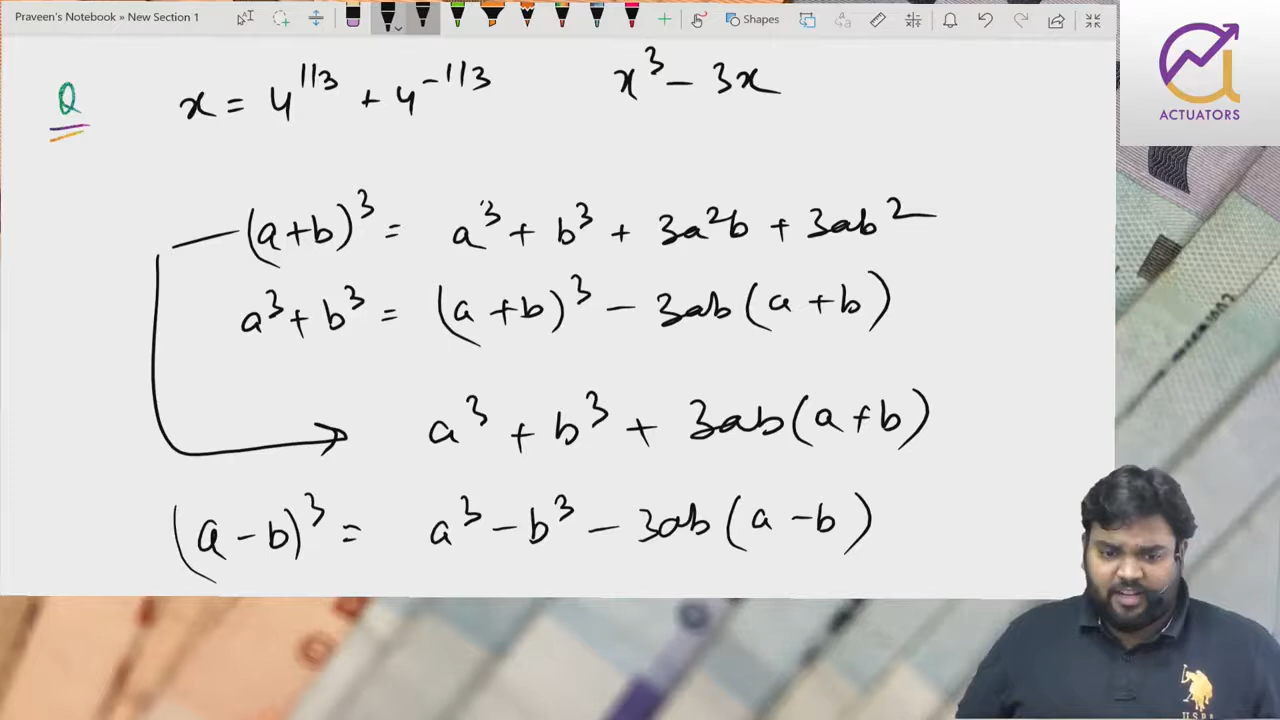 Praveen's Notebook » New Section 1
Shapes
ACTUATORS
Q x = 4^{1/3} + 4^{-1/3} x^3 - 3x
(a+b)^3 = a^3 + b^3 + 3a^2b + 3ab^2
a^3 + b^3 = (a+b)^3 - 3ab(a+b)
a^3 + b^3 + 3ab(a+b)
(a-b)^3 = a^3 - b^3 - 3ab(a-b)
USPA